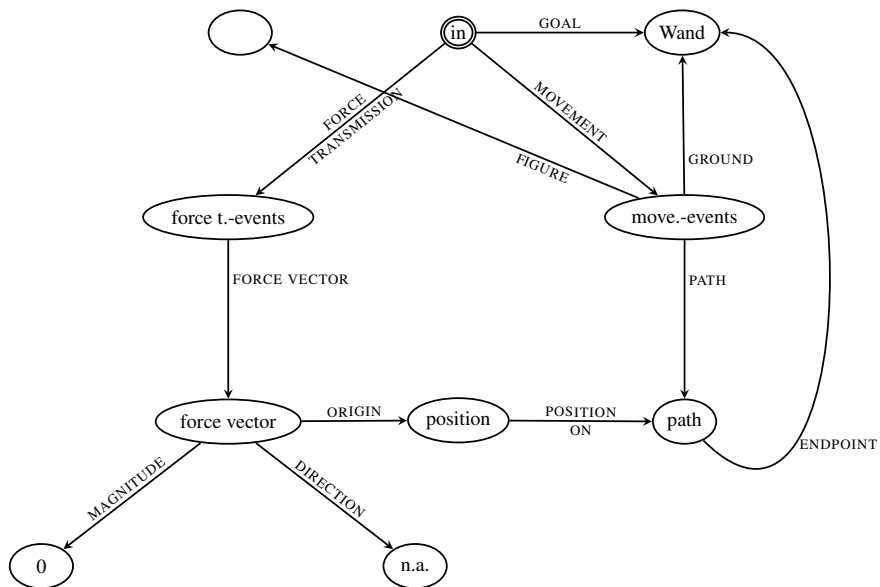 in
GOAL
Wand
FORCE
TRANSMISSION
MOVEMENT
FIGURE
GROUND
force t.-events
move.-events
FORCE VECTOR
PATH
force vector
ORIGIN
position
POSITION
ON
path
ENDPOINT
MAGNITUDE
DIRECTION
0
n.a.